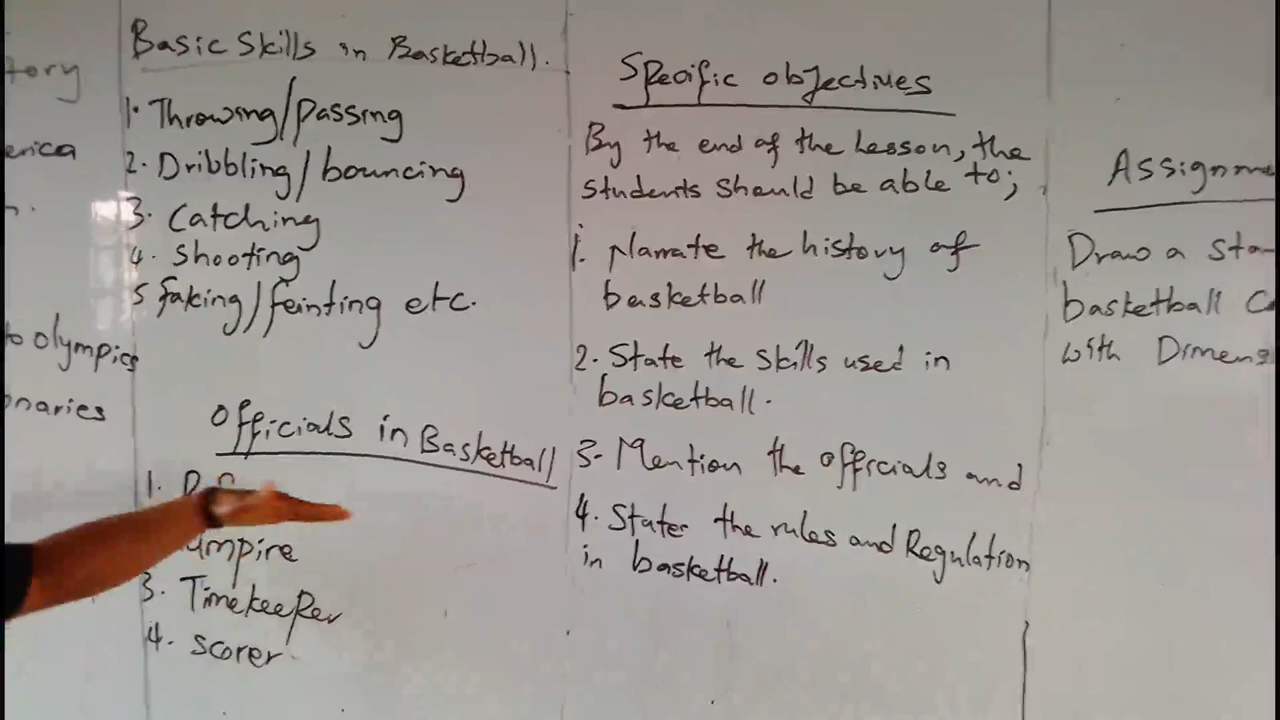 tory
erica
to olympics
onaries
Basic Skills in Basketball.
1. Throwing/passing
2. Dribbling/bouncing
3. Catching
4. Shooting
5 faking/feinting etc.
Officials in Basketball
1.
umpire
3. Timekeeper
4. Scorer
Specific objectives
By the end of the Lesson, the
students should be able to;
1. Narrate the history of
basketball
2. State the skills used in
basketball.
3. Mention the officials and
4. States the rules and Regulation
in basketball.
Assignme
Draw a sta
basketball C
with Dimens